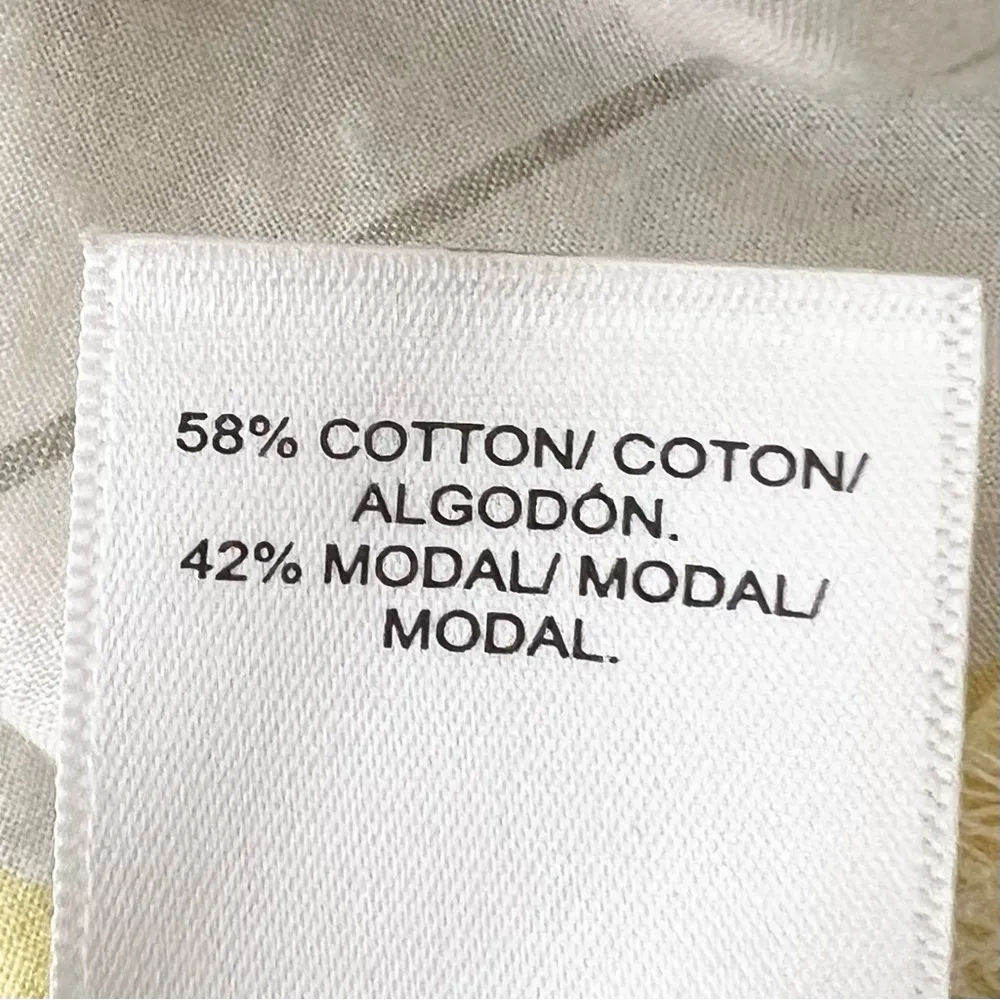 58% COTTON/ COTON/
ALGODÓN.
42% MODAL/ MODAL/
MODAL.